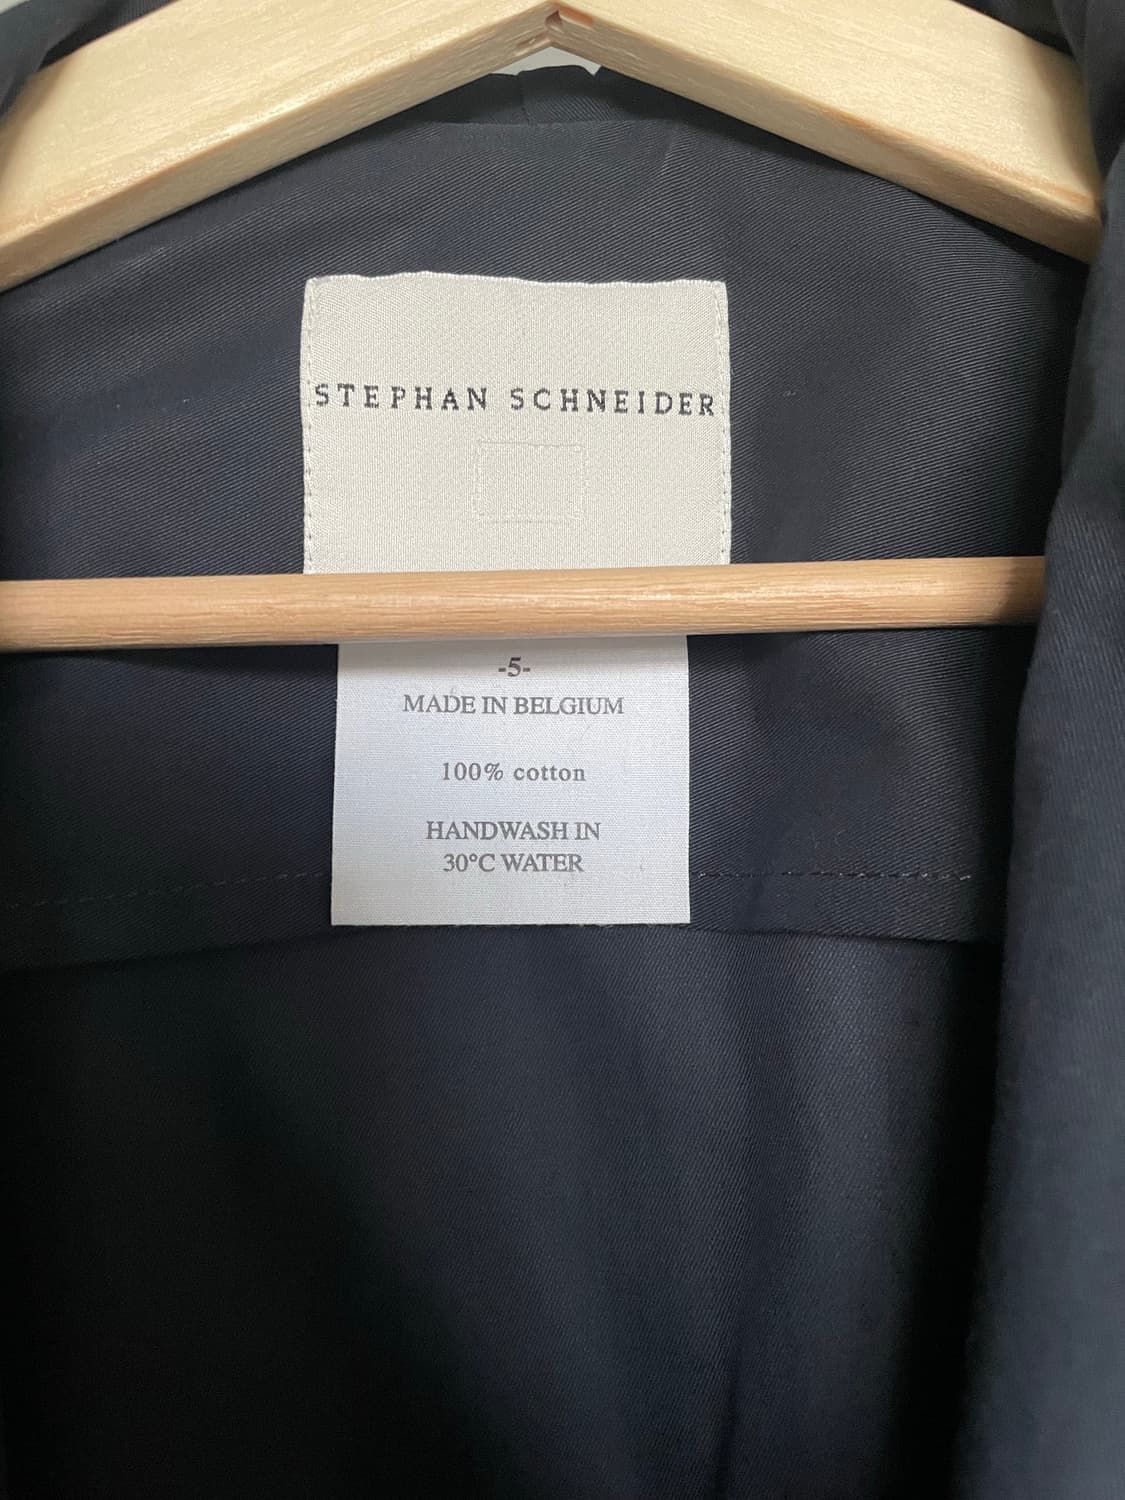 STEPHAN SCHNEIDER
-5-
MADE IN BELGIUM
100% cotton
HANDWASH IN
30°C WATER